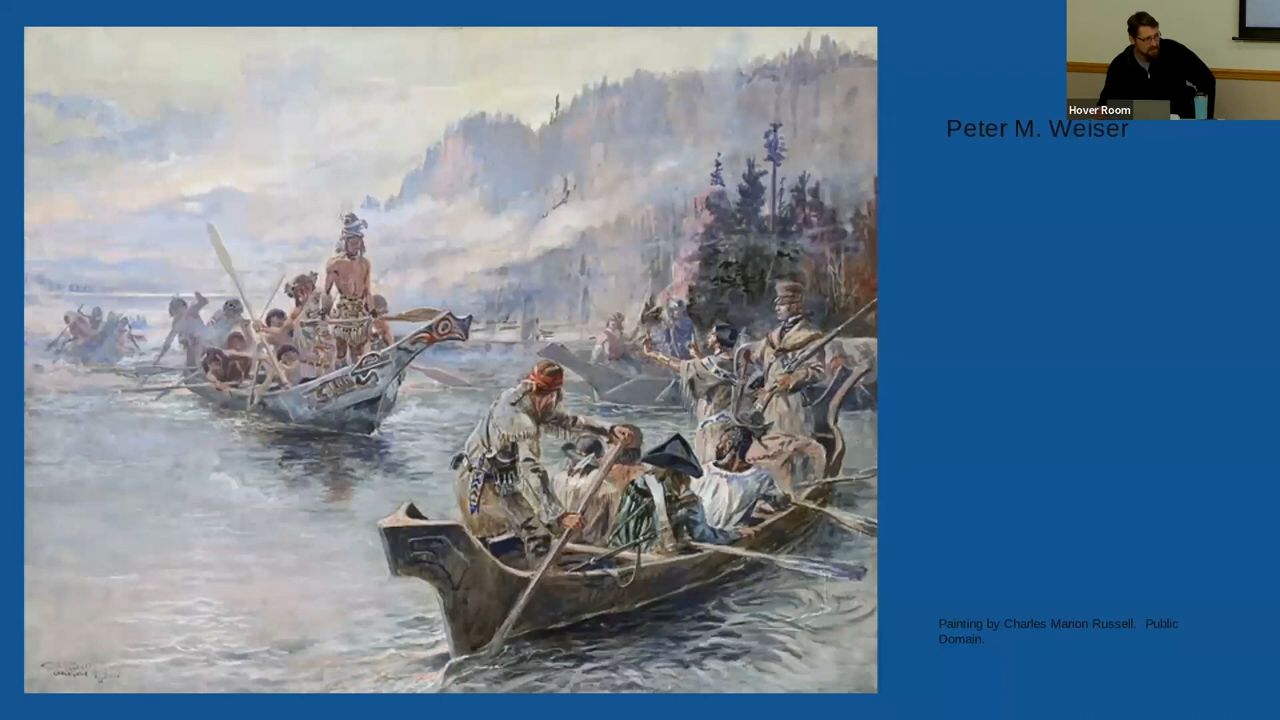 Hover Room
Peter M. Weiser
Painting by Charles Marion Russell. Public
Domain.